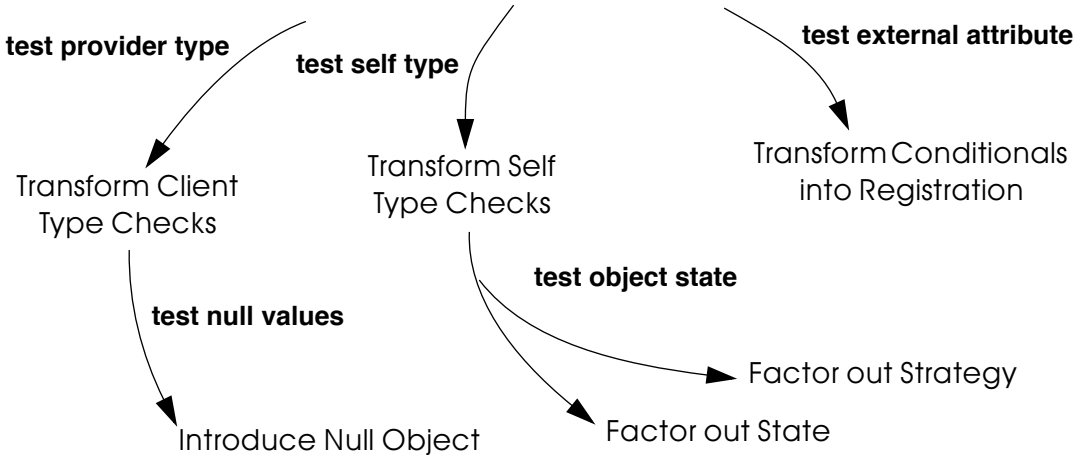 test provider type
test self type
test external attribute
Transform Client
Type Checks
Transform Self
Type Checks
Transform Conditionals
into Registration
test null values
test object state
Introduce Null Object
Factor out State
Factor out Strategy